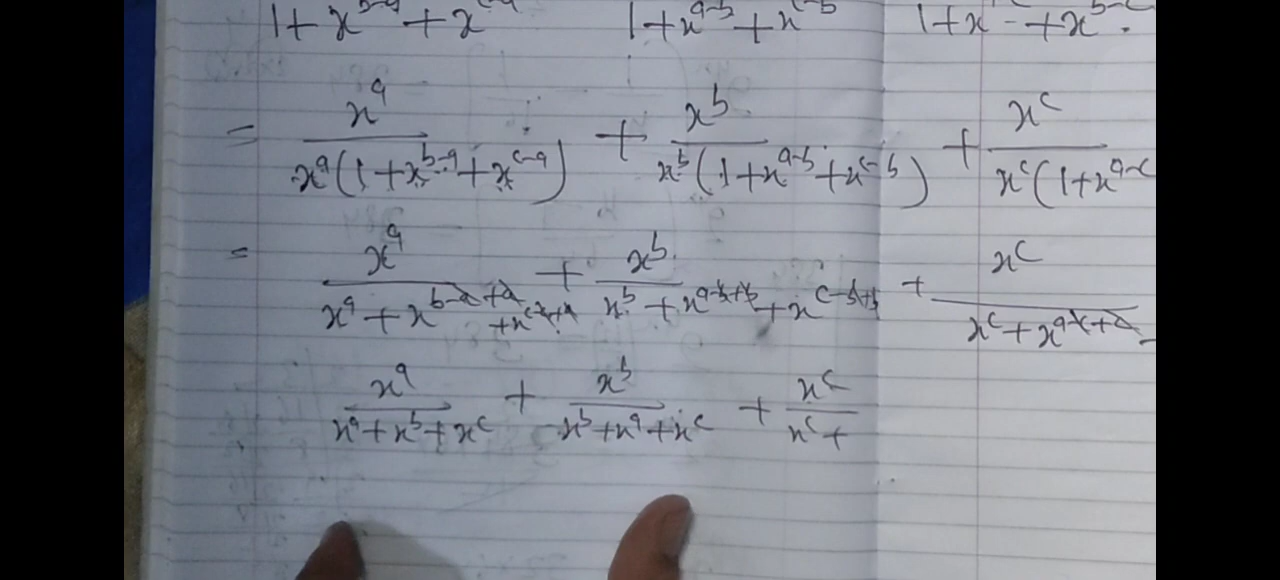 1 + x^(b-a) + x^(c-a)   1 + x^(a-b) + x^(c-b)   1 + x + x^(b-c).
= x^a / x^a (1 + x^(b-a) + x^(c-a)) + x^b / x^b (1 + x^(a-b) + x^(c-b)) + x^c / x^c (1 + x^(a-c)
= x^a / x^a + x^(b-a+a) + x^(c-a+a) + x^b / x^b + x^(a-b+b) + x^(c-b+b) + x^c / x^c + x^(a-c+c)
x^a / x^a + x^b + x^c + x^b / x^b + x^a + x^c + x^c / x^c +